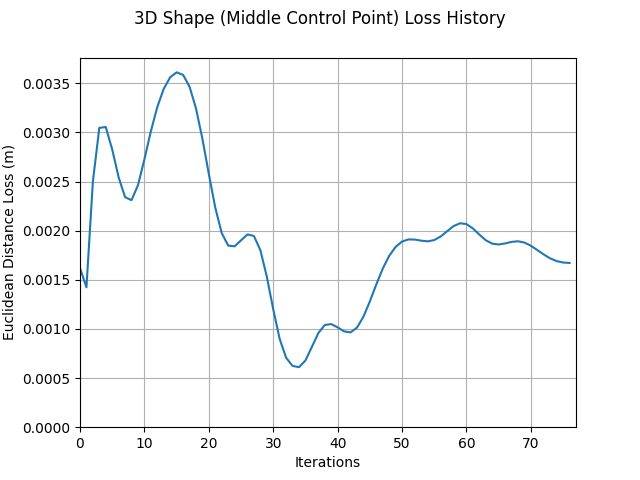 3D Shape (Middle Control Point) Loss History
0.0035
0.0030
0.0025
0.0020
0.0015
0.0010
0.0005
0.0000
Euclidean Distance Loss (m)
0 10 20 30 40 50 60 70
Iterations